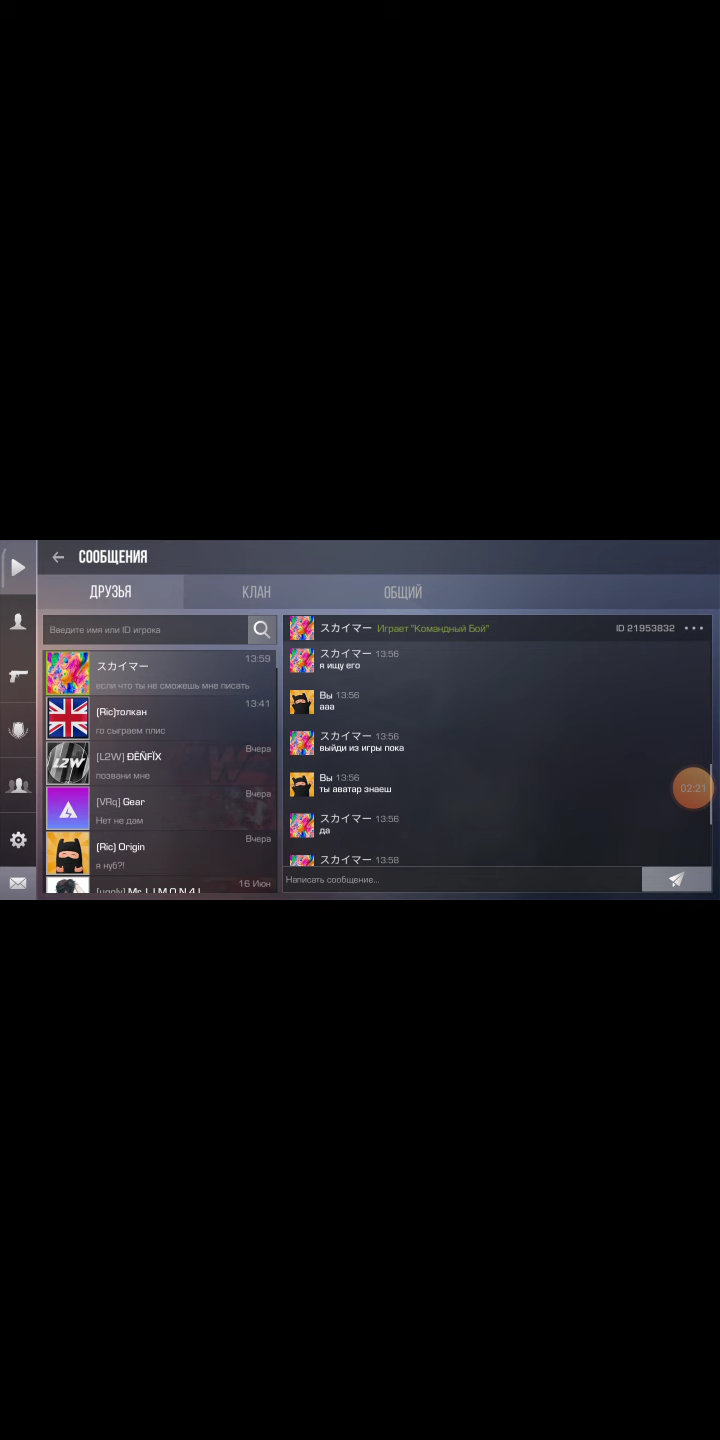 СООБЩЕНИЯ
ДРУЗЬЯ
КЛАН
ОБЩИЙ
Введите имя или ID игрока
スカイマー
13:59
если что ты не сможешь мне писать
(Ric)толкан
13:41
го сыграем плис
[L2W] ÐĒÑFÏX
Вчера
позвани мне
L2W
[VRq] Gear
Вчера
Нет не дам
(Ric) Origin
Вчера
я нуб?!
16 Июн
スカイマー Играет "Командный Бой"
ID 21953832
スカイマー 13:56
я ищу его
Вы 13:56
ааа
スカイマー 13:56
выйди из игры пока
Вы 13:56
ты аватар знаеш
スカイマー 13:56
да
スカイマー 13:58
Написать сообщение...
02:21